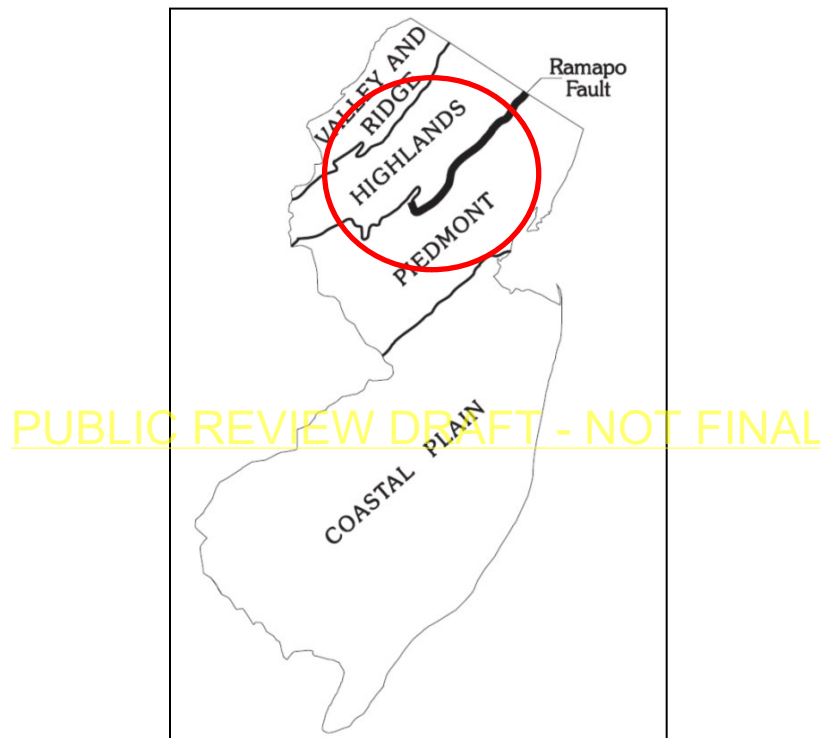 VALLEY AND
RIDGE
Ramapo
Fault
HIGHLANDS
PIEDMONT
PUBLIC REVIEW DRAFT - NOT FINAL
COASTAL PLAIN